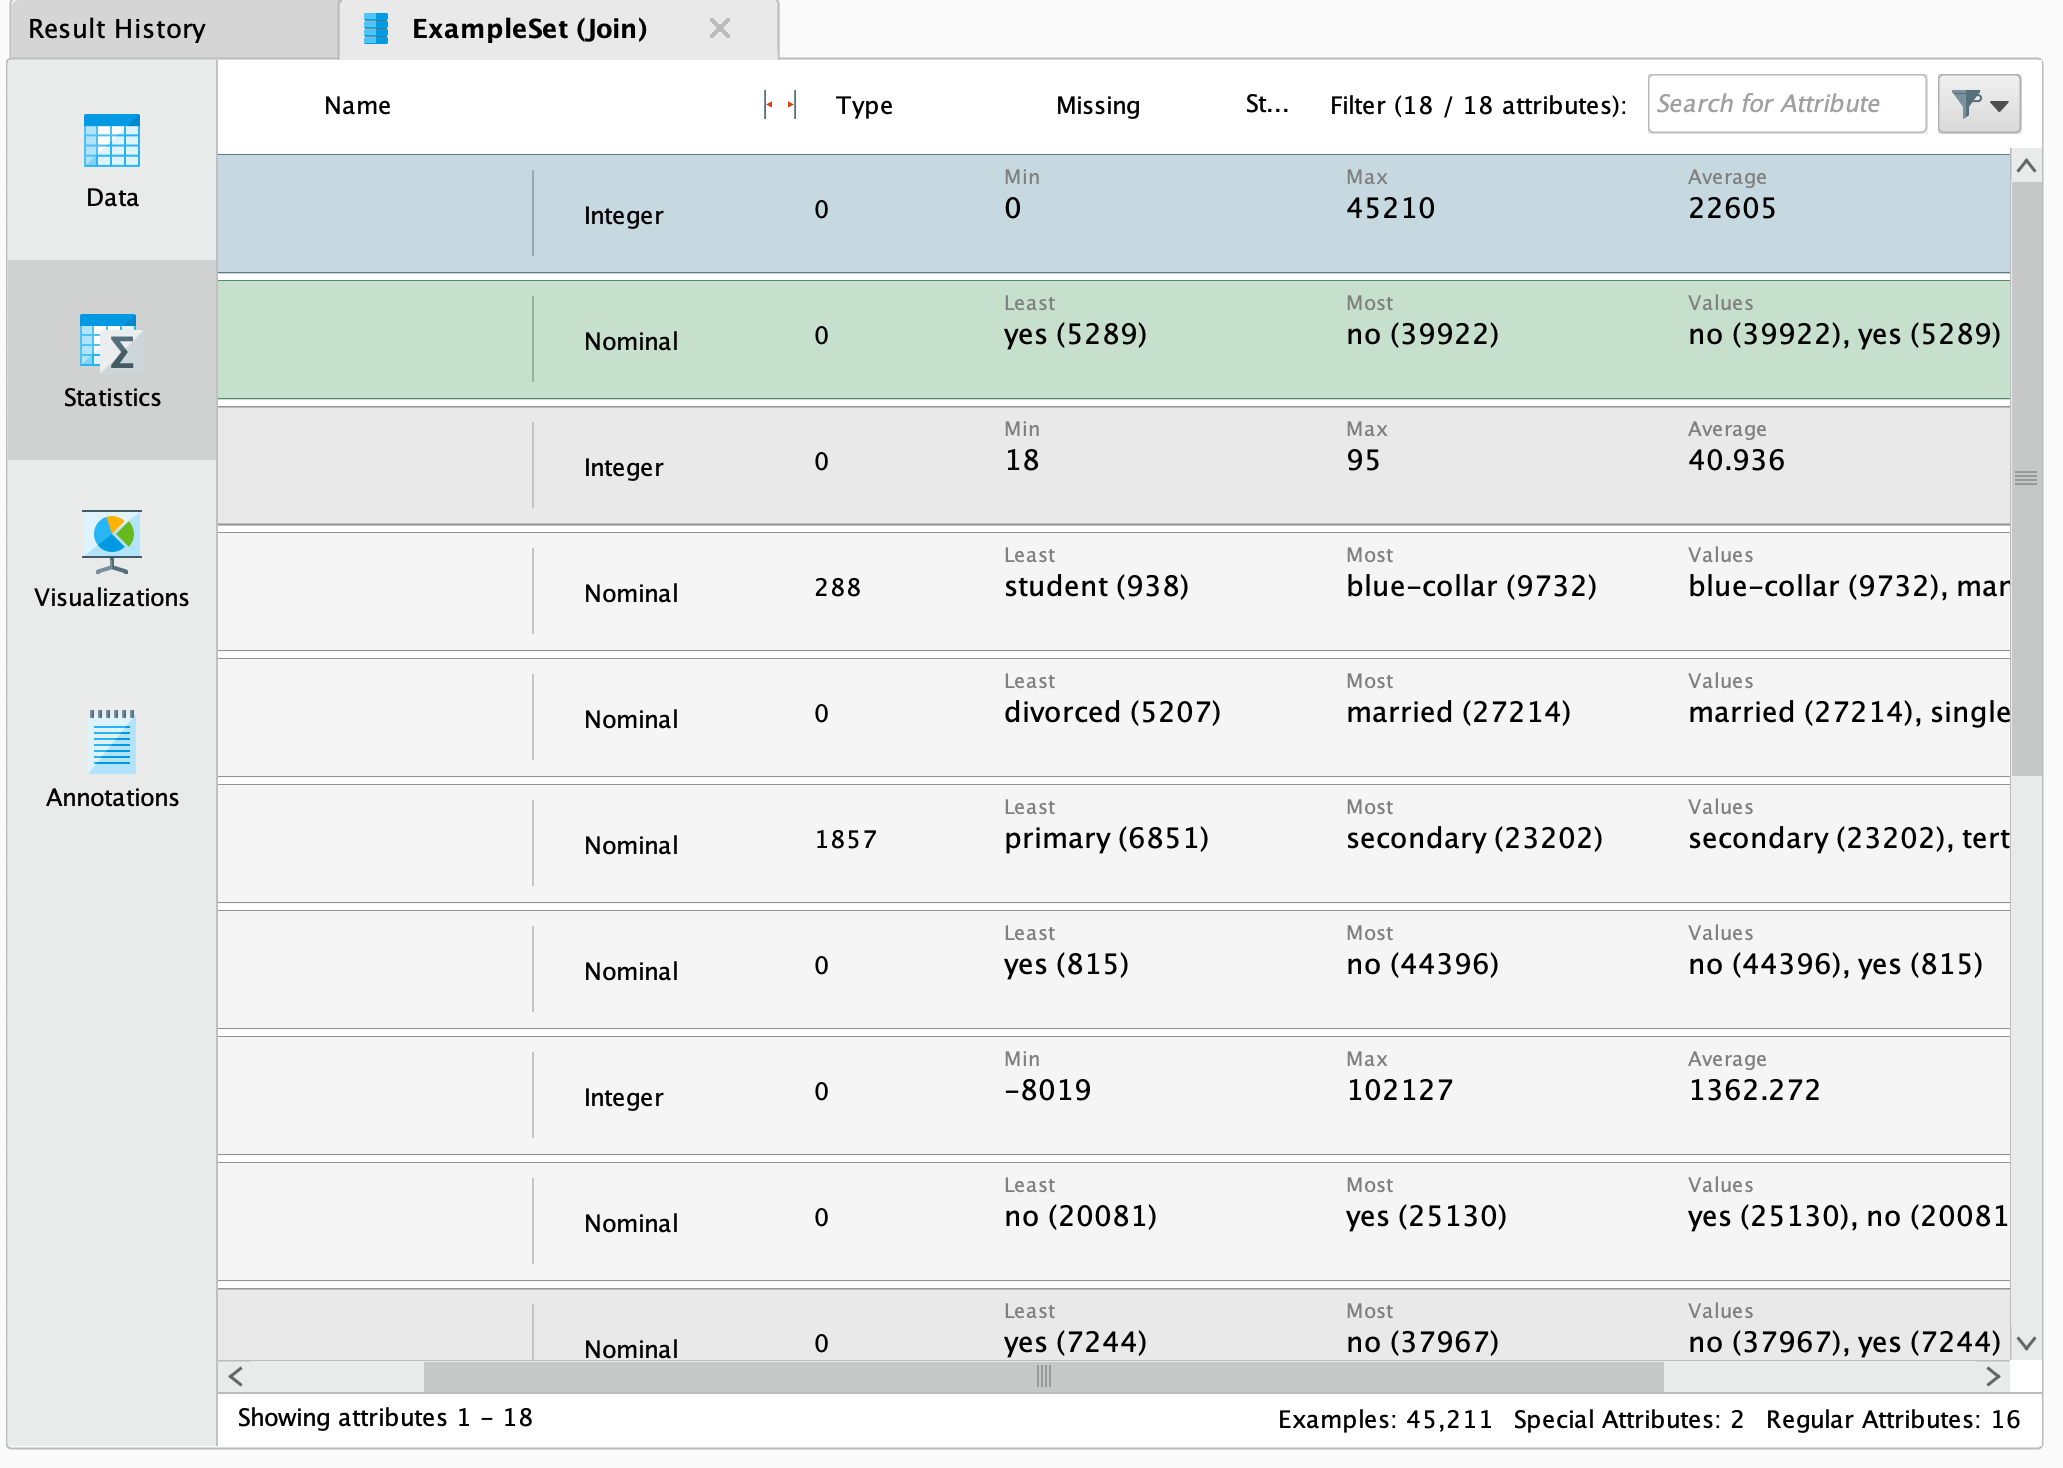 Result History
ExampleSet (Join)
Name
Type
Missing
St...
Filter (18 / 18 attributes):
Search for Attribute
Data
Statistics
Visualizations
Annotations
Min
Max
Average
Integer
0
0
45210
22605
Least
Most
Values
Nominal
0
yes (5289)
no (39922)
no (39922), yes (5289)
Min
Max
Average
Integer
0
18
95
40.936
Least
Most
Values
Nominal
288
student (938)
blue-collar (9732)
blue-collar (9732), mar
Least
Most
Values
Nominal
0
divorced (5207)
married (27214)
married (27214), single
Least
Most
Values
Nominal
1857
primary (6851)
secondary (23202)
secondary (23202), tert
Least
Most
Values
Nominal
0
yes (815)
no (44396)
no (44396), yes (815)
Min
Max
Average
Integer
0
-8019
102127
1362.272
Least
Most
Values
Nominal
0
no (20081)
yes (25130)
yes (25130), no (20081
Least
Most
Values
Nominal
0
yes (7244)
no (37967)
no (37967), yes (7244)
Showing attributes 1 - 18
Examples: 45,211 Special Attributes: 2 Regular Attributes: 16